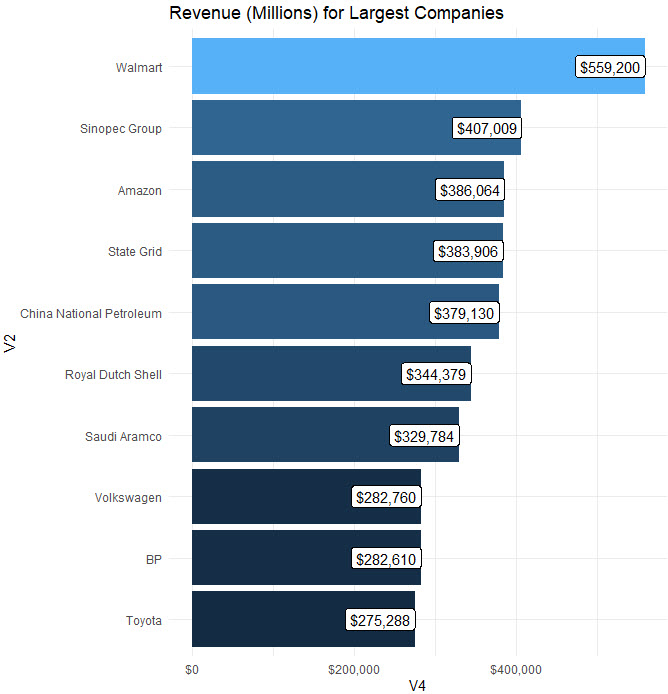 Revenue (Millions) for Largest Companies
Walmart $559,200
Sinopec Group $407,009
Amazon $386,064
State Grid $383,906
China National Petroleum $379,130
V2
Royal Dutch Shell $344,379
Saudi Aramco $329,784
Volkswagen $282,760
BP $282,610
Toyota $275,288
$0 $200,000 $400,000
V4